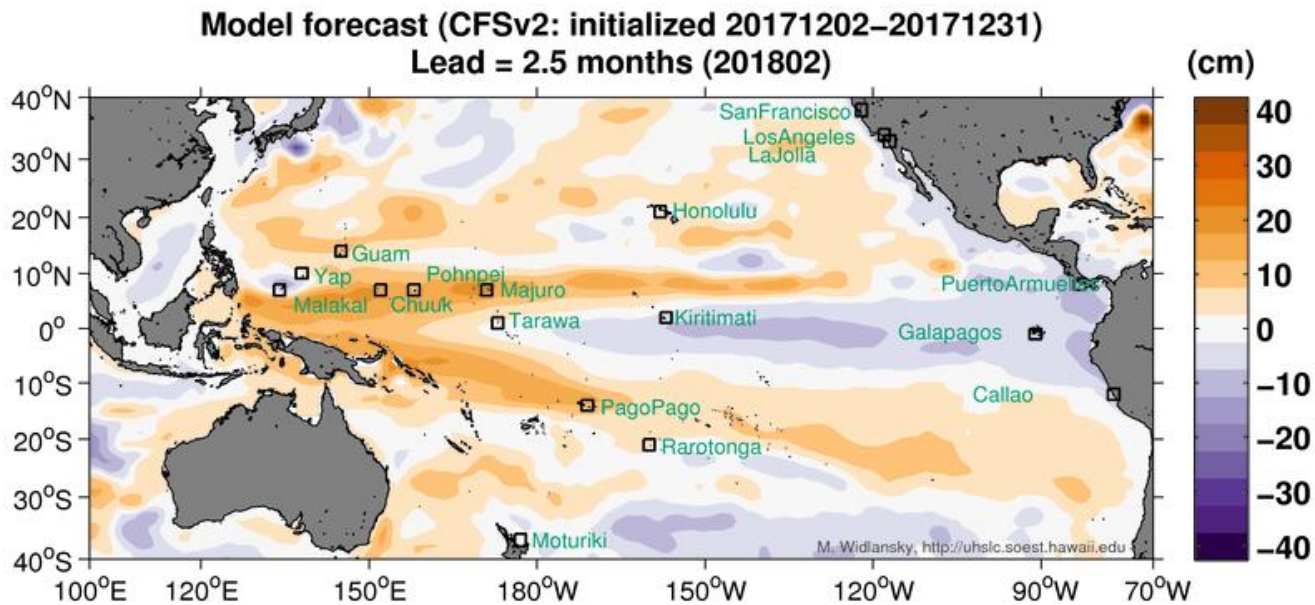 Model forecast (CFSv2: initialized 20171202−20171231)
Lead = 2.5 months (201802)
(cm)
40°N
30°N
20°N
10°N
0°
10°S
20°S
30°S
40°S
SanFrancisco
LosAngeles
LaJolla
Honolulu
Guam
Yap
Pohnpei
Malakal
Chuuk
Majuro
PuertoArmuelles
Tarawa
Kiritimati
Galapagos
Callao
PagoPago
Rarotonga
Moturiki
M. Widlansky, http://uhslc.soest.hawaii.edu
100°E
120°E
150°E
180°W
150°W
120°W
90°W
70°W
40
30
20
10
0
−10
−20
−30
−40